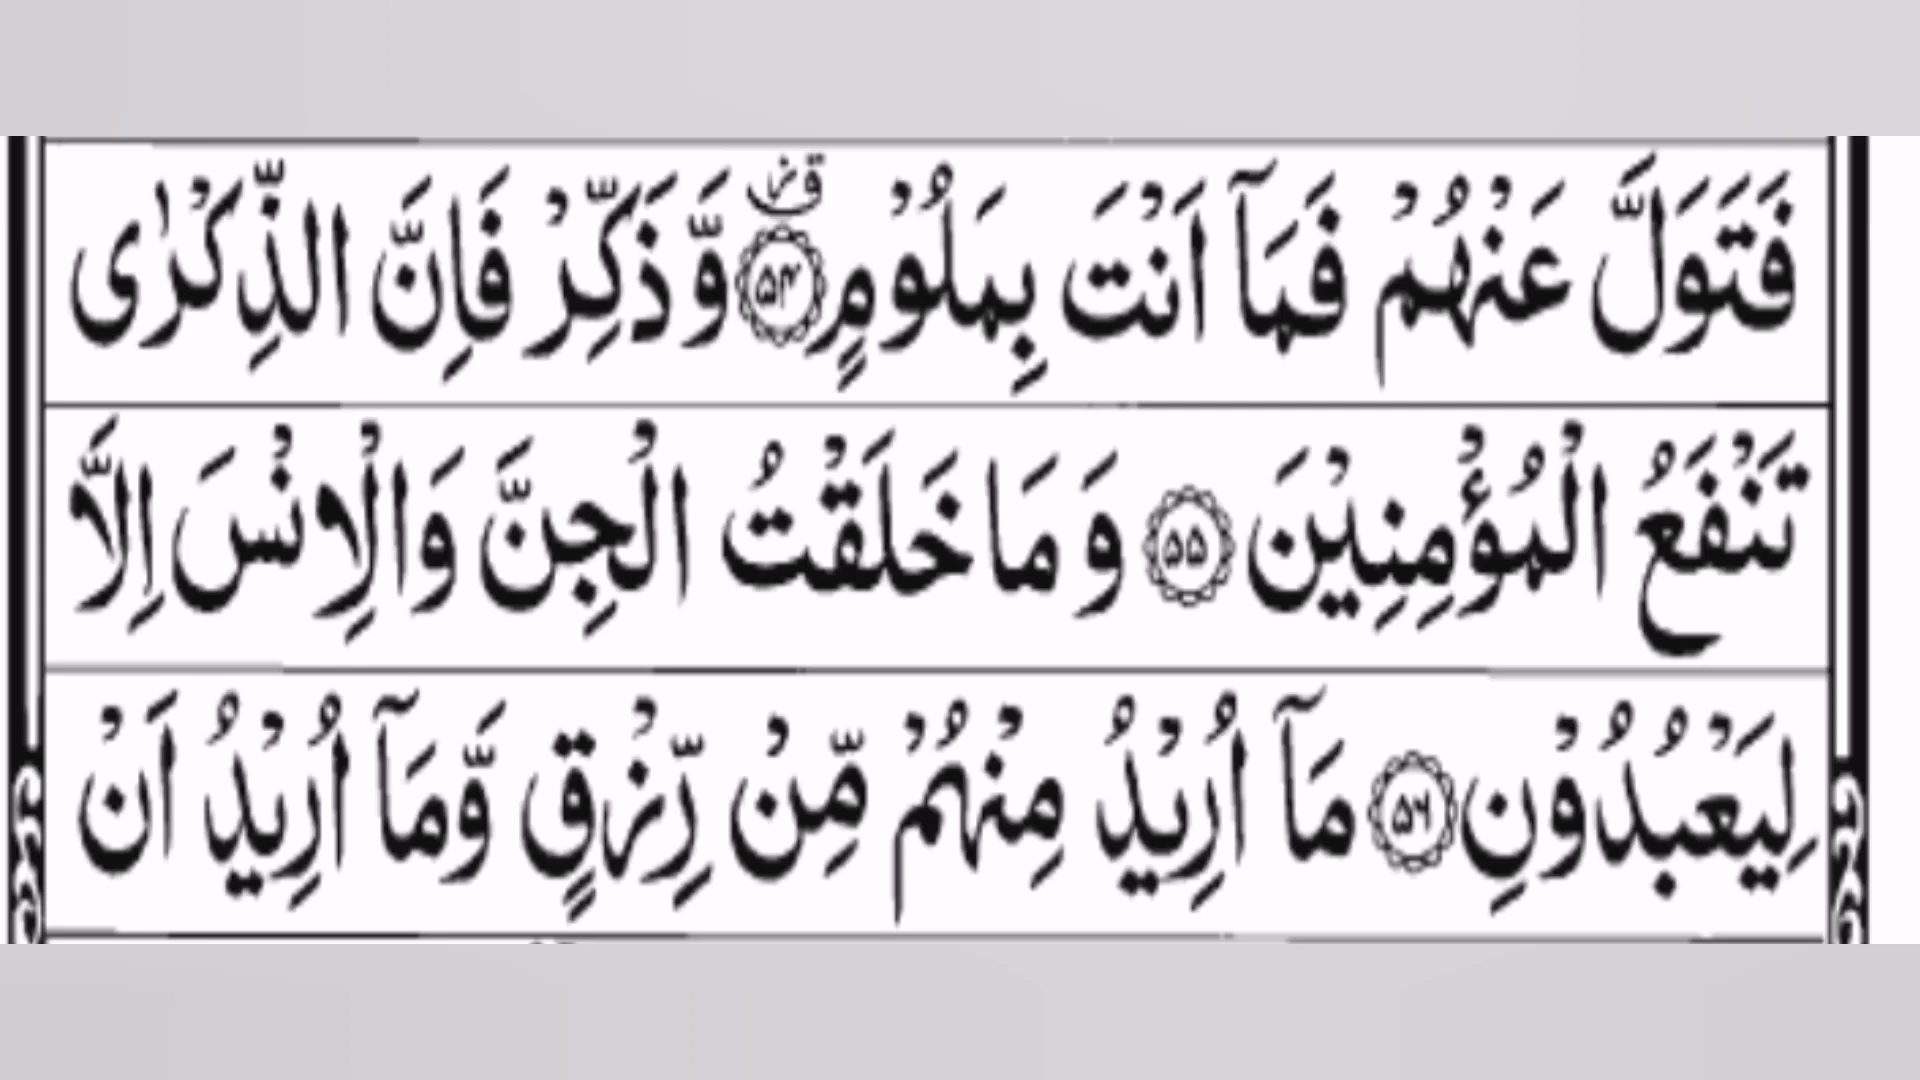 فَتَوَلَّ عَنْهُمْ فَمَاۤ اَنْتَ بِمَلُوْمٍ ﴿۵۴﴾ وَّ ذَكِّرْ فَاِنَّ الذِّكْرٰى
تَنْفَعُ الْمُؤْمِنِيْنَ ﴿۵۵﴾ وَ مَا خَلَقْتُ الْجِنَّ وَالْاِنْسَ اِلَّا
لِيَعْبُدُوْنِ ﴿۵۶﴾ مَاۤ اُرِيْدُ مِنْهُمْ مِّنْ رِّزْقٍ وَّمَاۤ اُرِيْدُ اَنْ